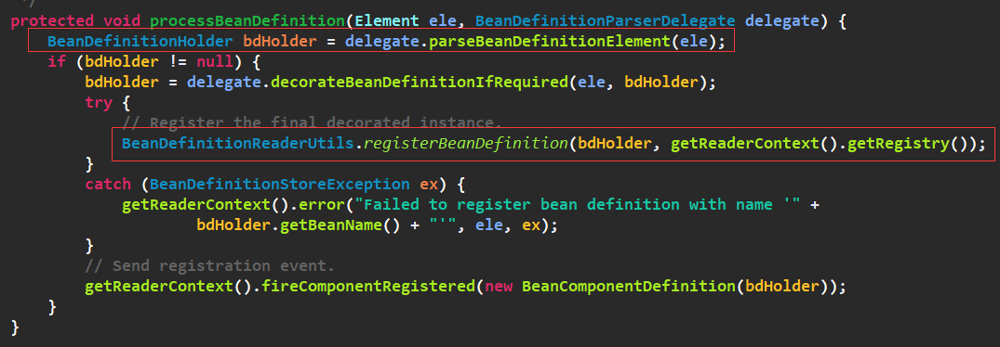 */
protected void processBeanDefinition(Element ele, BeanDefinitionParserDelegate delegate) {
    BeanDefinitionHolder bdHolder = delegate.parseBeanDefinitionElement(ele);
    if (bdHolder != null) {
        bdHolder = delegate.decorateBeanDefinitionIfRequired(ele, bdHolder);
        try {
            // Register the final decorated instance.
            BeanDefinitionReaderUtils.registerBeanDefinition(bdHolder, getReaderContext().getRegistry());
        }
        catch (BeanDefinitionStoreException ex) {
            getReaderContext().error("Failed to register bean definition with name '" +
                    bdHolder.getBeanName() + "'", ele, ex);
        }
        // Send registration event.
        getReaderContext().fireComponentRegistered(new BeanComponentDefinition(bdHolder));
    }
}